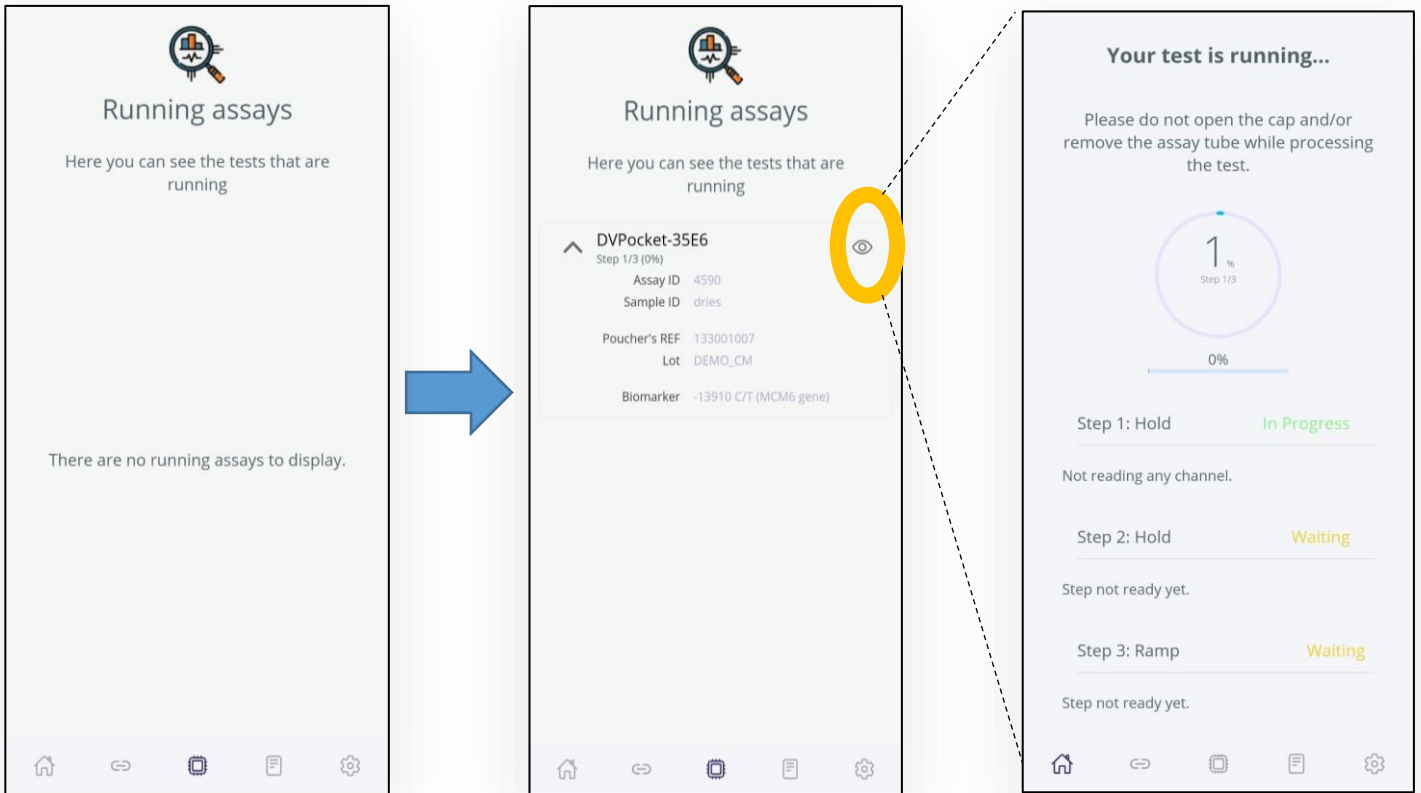 Running assays
Here you can see the tests that are
running
There are no running assays to display.
Running assays
Here you can see the tests that are
running
DVPocket-35E6
Step 1/3 (0%)
Assay ID 4590
Sample ID dries
Poucher's REF 133001007
Lot DEMO_CM
Biomarker -13910 C/T (MCM6 gene)
Your test is running...
Please do not open the cap and/or
remove the assay tube while processing
the test.
1 %
Step 1/3
0%
Step 1: Hold In Progress
Not reading any channel.
Step 2: Hold Waiting
Step not ready yet.
Step 3: Ramp Waiting
Step not ready yet.